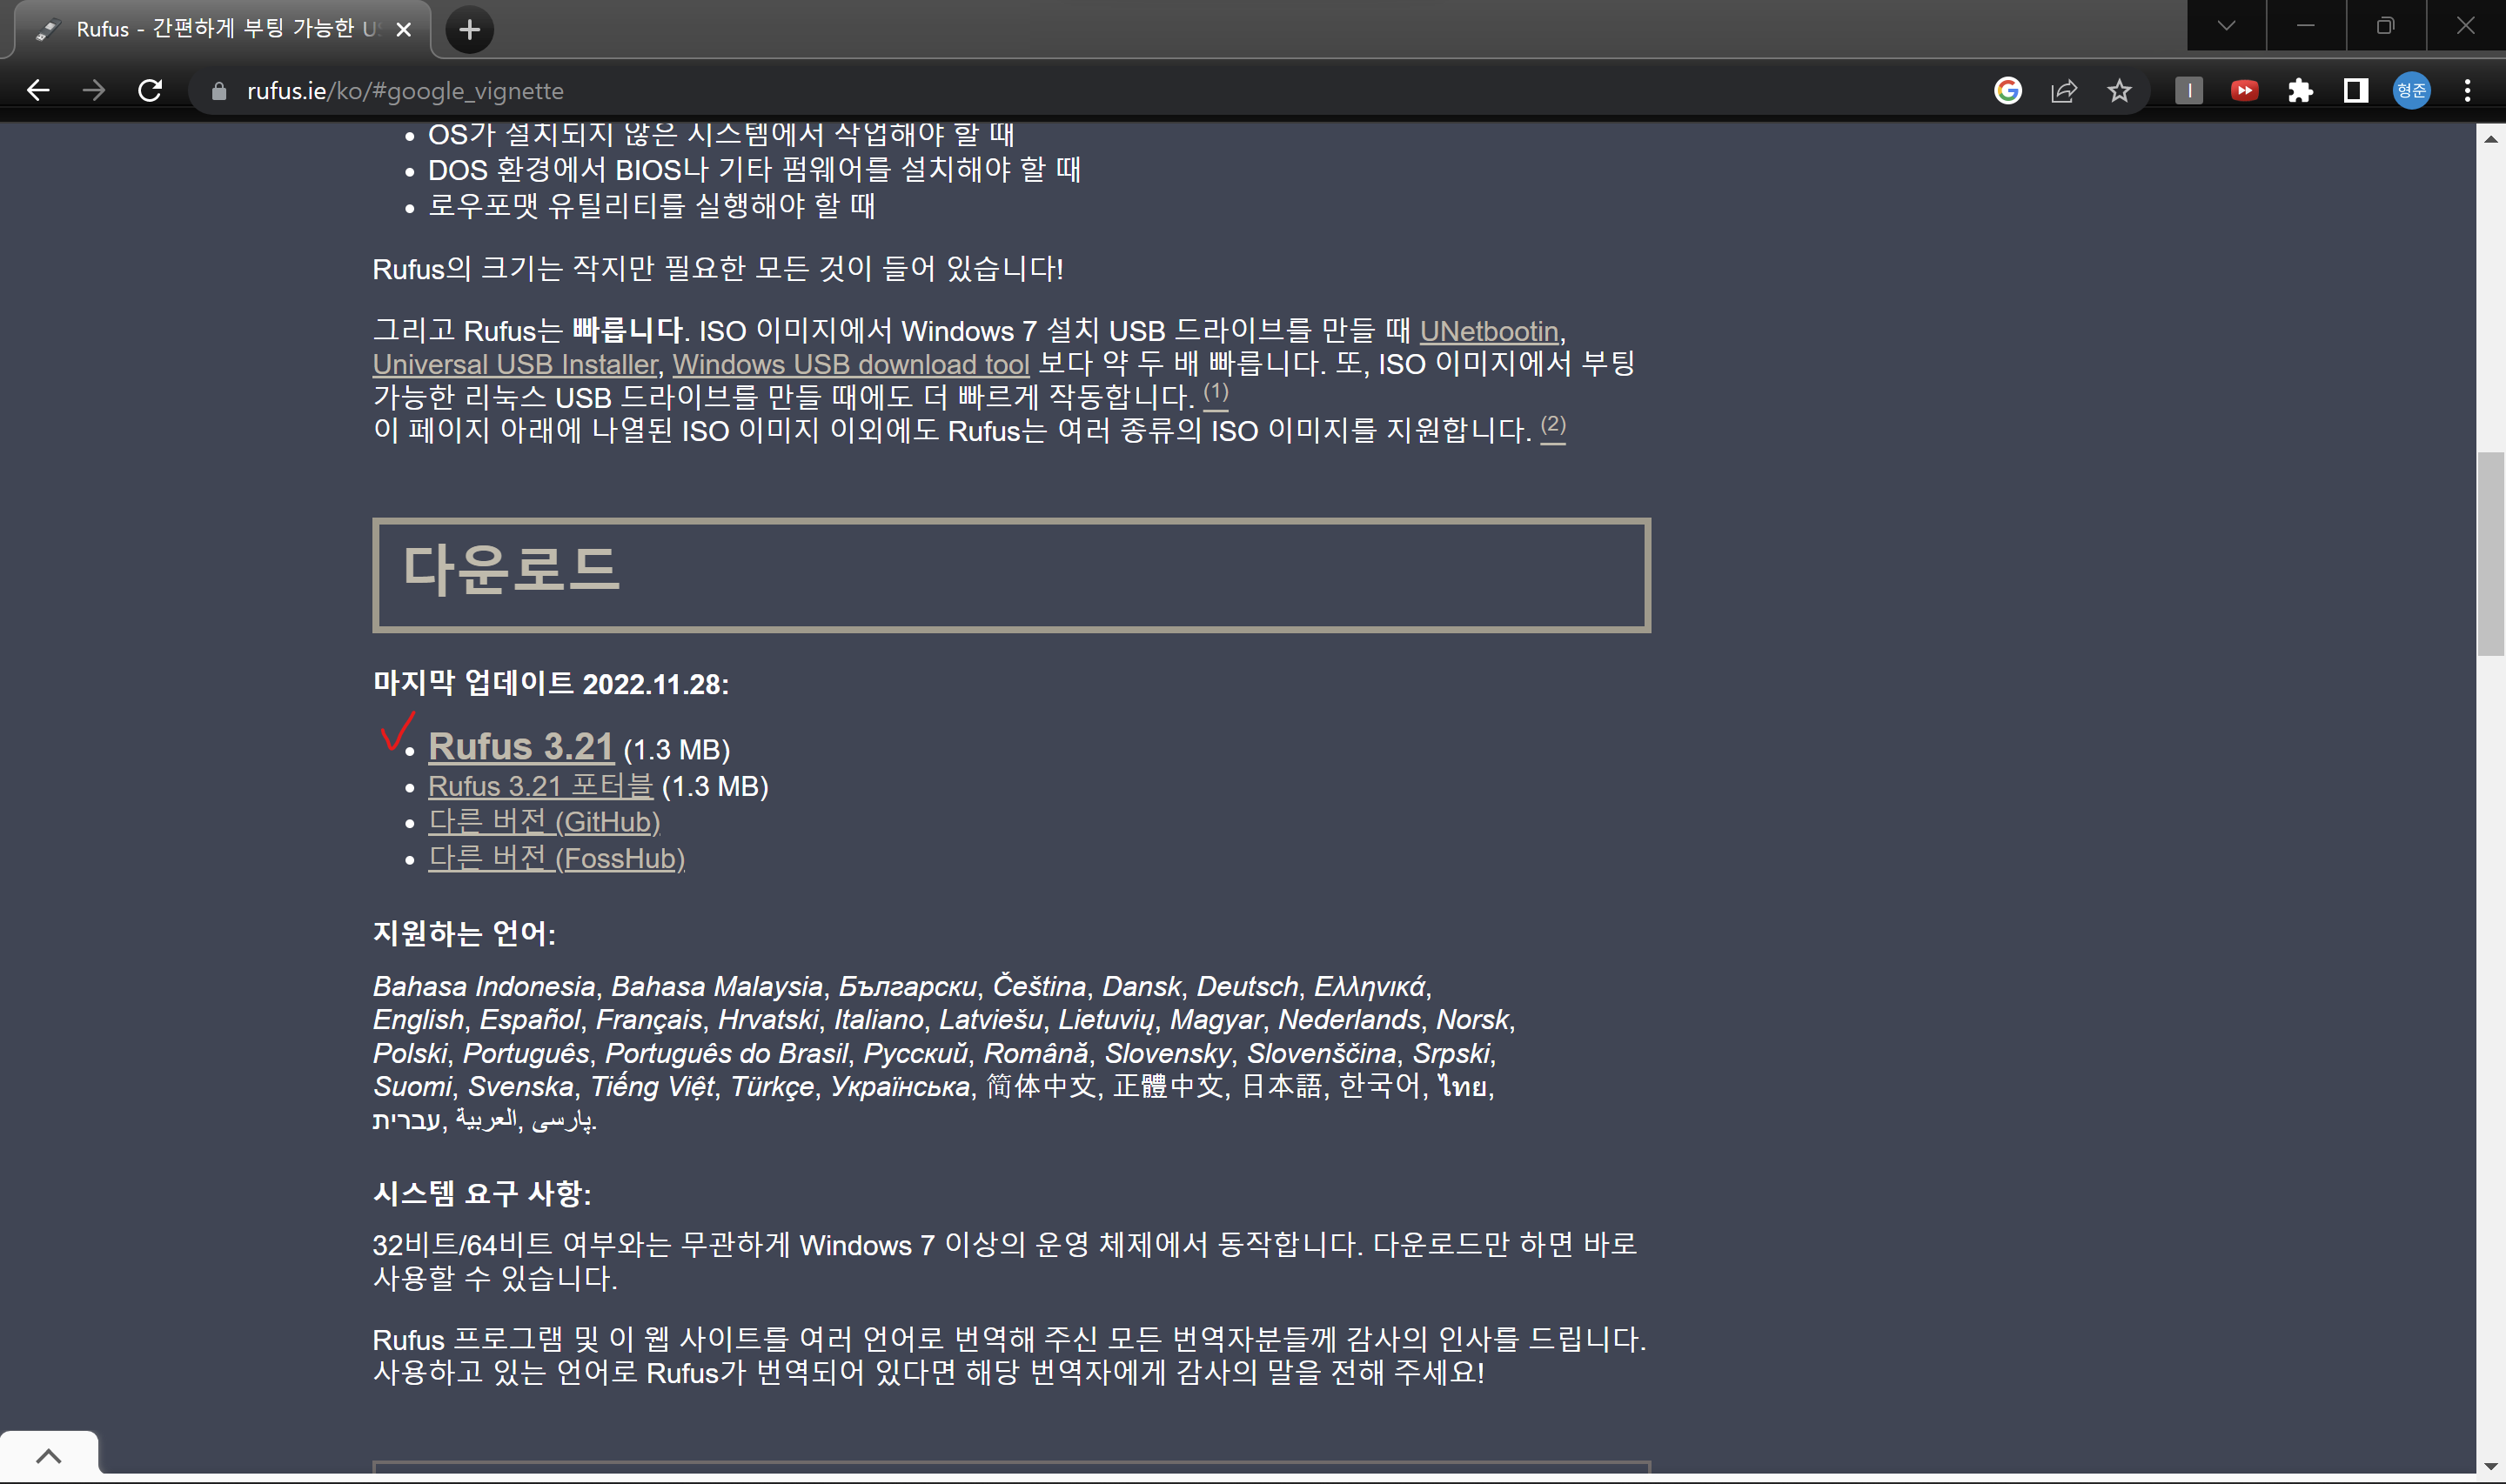 Rufus - 간편하게 부팅 가능한 US
rufus.ie/ko/#google_vignette
형준
OS가 설치되지 않은 시스템에서 작업해야 할 때
DOS 환경에서 BIOS나 기타 펌웨어를 설치해야 할 때
로우포맷 유틸리티를 실행해야 할 때
Rufus의 크기는 작지만 필요한 모든 것이 들어 있습니다!
그리고 Rufus는 빠릅니다. ISO 이미지에서 Windows 7 설치 USB 드라이브를 만들 때 UNetbootin,
Universal USB Installer, Windows USB download tool 보다 약 두 배 빠릅니다. 또, ISO 이미지에서 부팅
가능한 리눅스 USB 드라이브를 만들 때에도 더 빠르게 작동합니다. (1)
이 페이지 아래에 나열된 ISO 이미지 이외에도 Rufus는 여러 종류의 ISO 이미지를 지원합니다. (2)
다운로드
마지막 업데이트 2022.11.28:
Rufus 3.21 (1.3 MB)
Rufus 3.21 포터블 (1.3 MB)
다른 버전 (GitHub)
다른 버전 (FossHub)
지원하는 언어:
Bahasa Indonesia, Bahasa Malaysia, Български, Čeština, Dansk, Deutsch, Ελληνικά,
English, Español, Français, Hrvatski, Italiano, Latviešu, Lietuvių, Magyar, Nederlands, Norsk,
Polski, Português, Português do Brasil, Русский, Română, Slovensky, Slovenščina, Srpski,
Suomi, Svenska, Tiếng Việt, Türkçe, Українська, 简体中文, 正體中文, 日本語, 한국어, ไทย,
עברית, العربية, پارسی.
시스템 요구 사항:
32비트/64비트 여부와는 무관하게 Windows 7 이상의 운영 체제에서 동작합니다. 다운로드만 하면 바로
사용할 수 있습니다.
Rufus 프로그램 및 이 웹 사이트를 여러 언어로 번역해 주신 모든 번역자분들께 감사의 인사를 드립니다.
사용하고 있는 언어로 Rufus가 번역되어 있다면 해당 번역자에게 감사의 말을 전해 주세요!